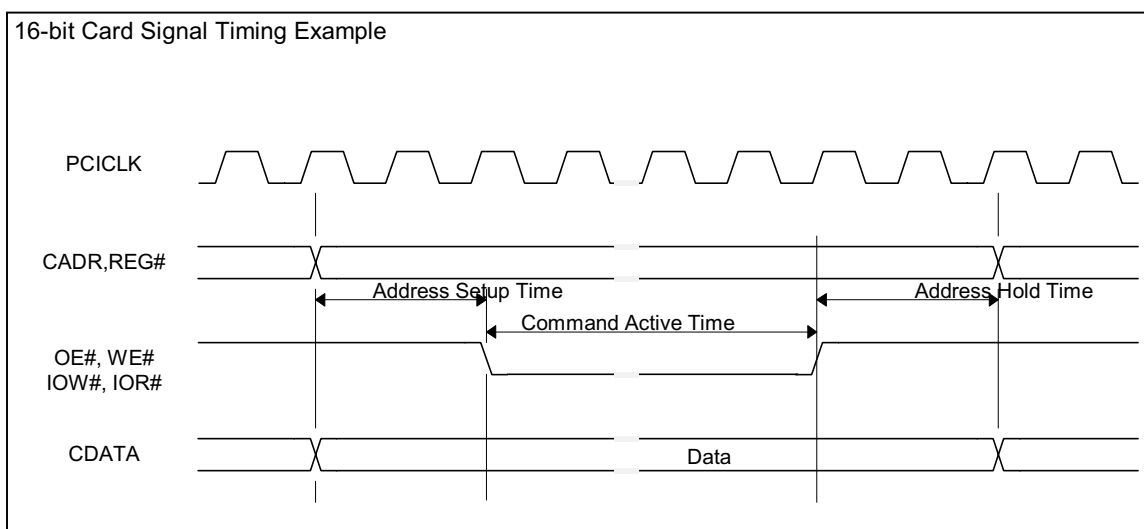 16-bit Card Signal Timing Example
PCICLK
CADR,REG#
Address Setup Time
Address Hold Time
Command Active Time
OE#, WE#
IOW#, IOR#
CDATA
Data